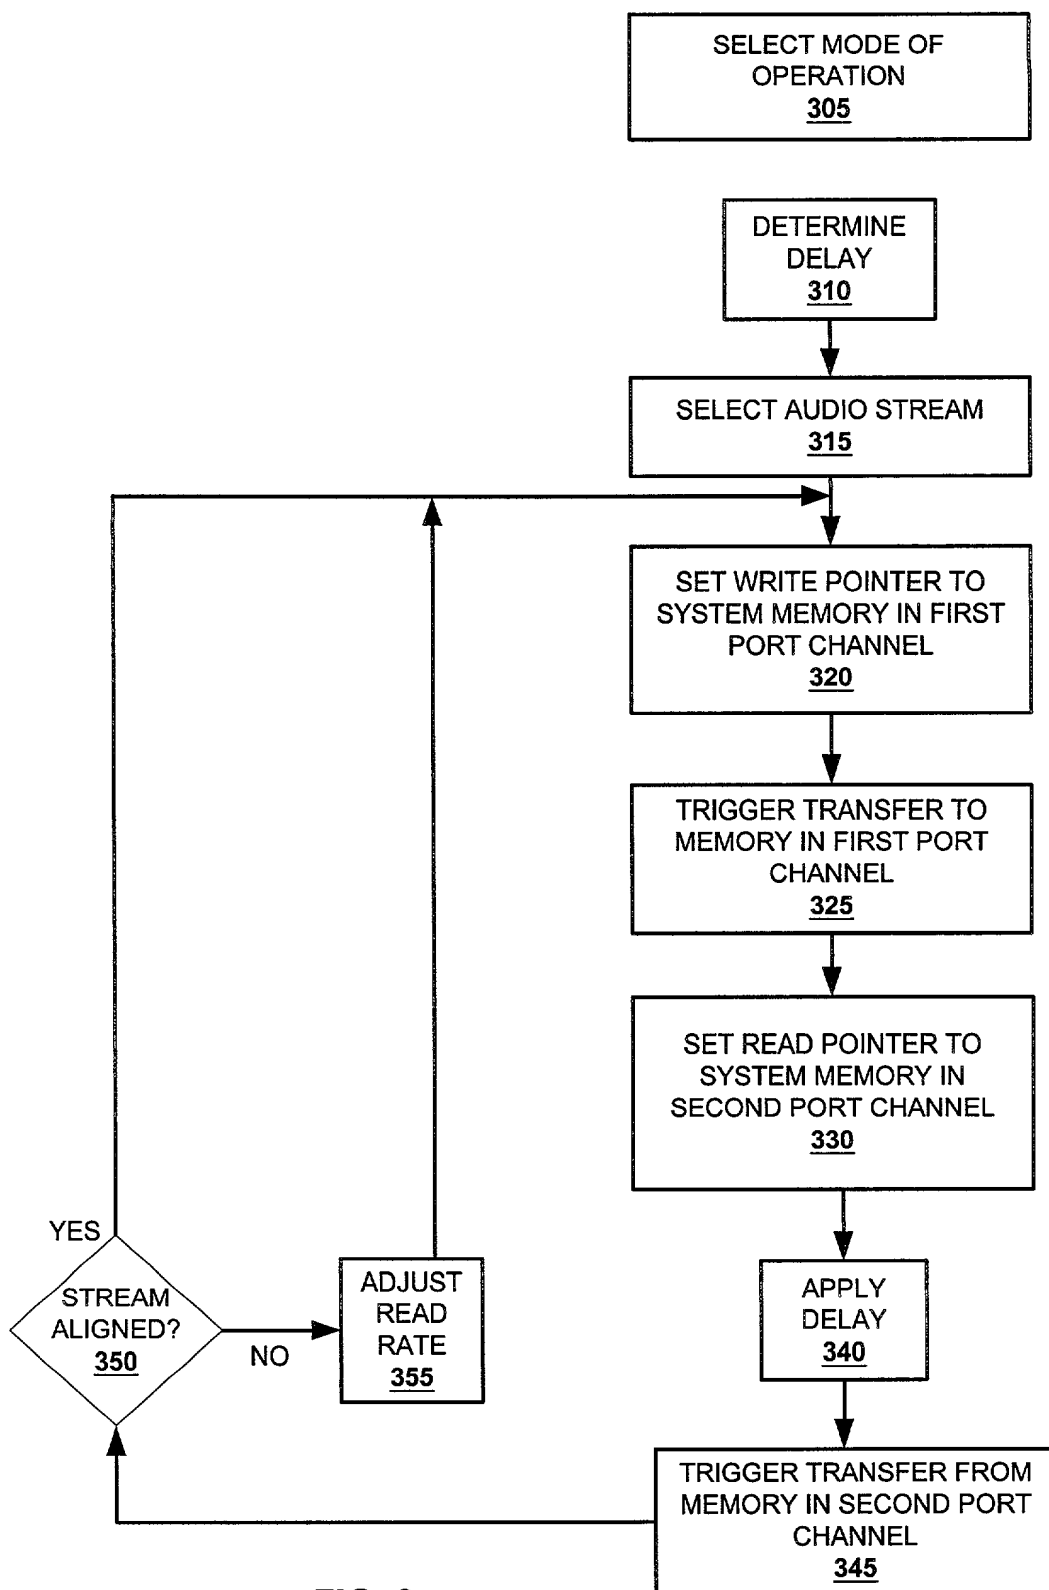 SELECT MODE OF
OPERATION
305
DETERMINE
DELAY
310
SELECT AUDIO STREAM
315
SET WRITE POINTER TO
SYSTEM MEMORY IN FIRST
PORT CHANNEL
320
TRIGGER TRANSFER TO
MEMORY IN FIRST PORT
CHANNEL
325
SET READ POINTER TO
SYSTEM MEMORY IN
SECOND PORT CHANNEL
330
APPLY
DELAY
340
TRIGGER TRANSFER FROM
MEMORY IN SECOND PORT
CHANNEL
345
YES
STREAM
ALIGNED?
350
NO
ADJUST
READ
RATE
355